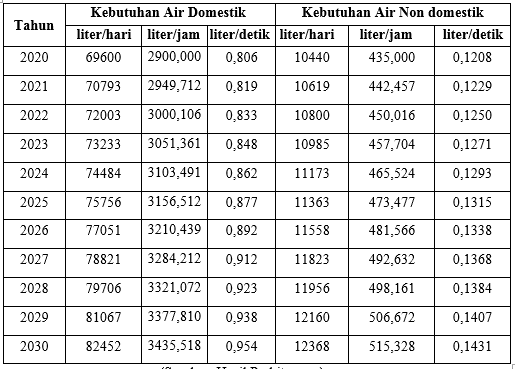 Tahun Kebutuhan Air Domestik Kebutuhan Air Non domestik
liter/hari liter/jam liter/detik liter/hari liter/jam liter/detik
2020 69600 2900,000 0,806 10440 435,000 0,1208
2021 70793 2949,712 0,819 10619 442,457 0,1229
2022 72003 3000,106 0,833 10800 450,016 0,1250
2023 73233 3051,361 0,848 10985 457,704 0,1271
2024 74484 3103,491 0,862 11173 465,524 0,1293
2025 75756 3156,512 0,877 11363 473,477 0,1315
2026 77051 3210,439 0,892 11558 481,566 0,1338
2027 78821 3284,212 0,912 11823 492,632 0,1368
2028 79706 3321,072 0,923 11956 498,161 0,1384
2029 81067 3377,810 0,938 12160 506,672 0,1407
2030 82452 3435,518 0,954 12368 515,328 0,1431